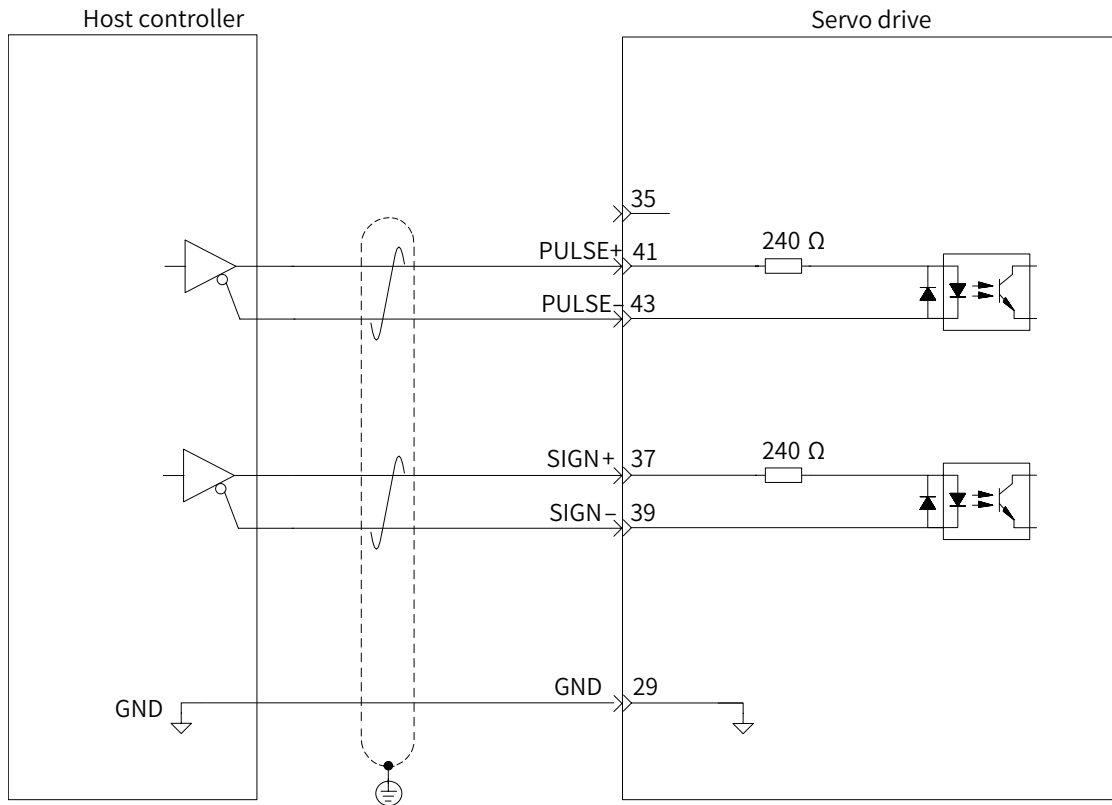 Host controller
Servo drive
35
PULSE+ 41
240 Ω
PULSE– 43
SIGN+ 37
240 Ω
SIGN– 39
GND 29
GND